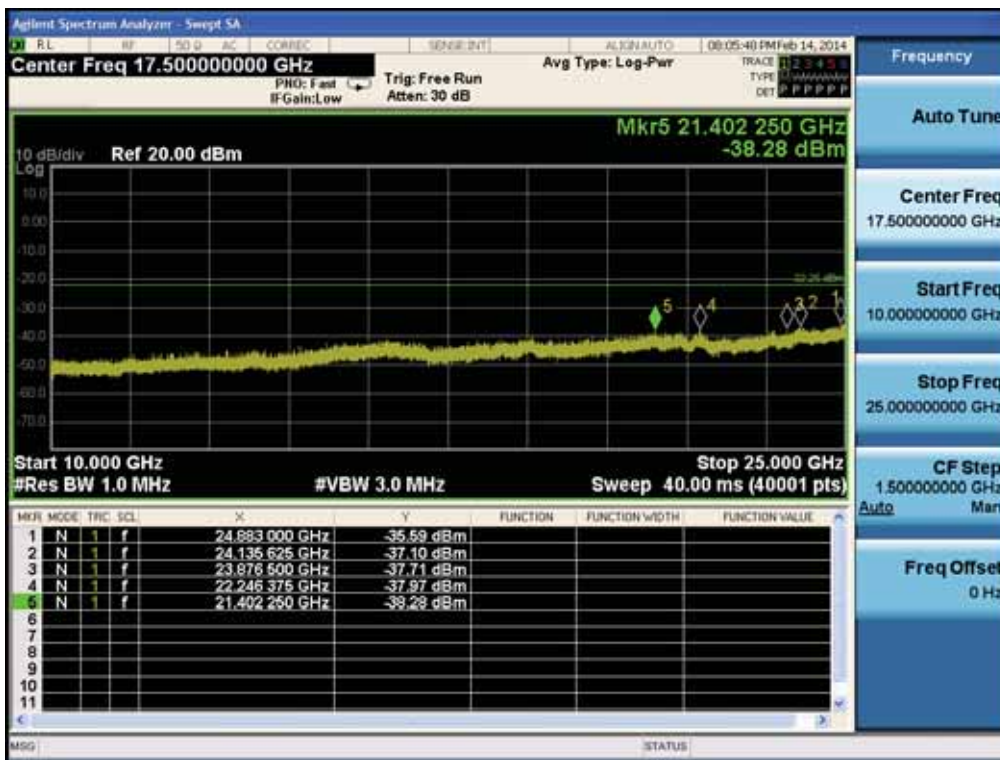 Agilent Spectrum Analyzer - Swept SA
RL RF 50 Ω AC CORREC SENSE:INT ALIGN AUTO 08:05:40 PM Feb 14, 2014
Center Freq 17.500000000 GHz
PNO: Fast
IFGain:Low
Trig: Free Run
Atten: 30 dB
Avg Type: Log-Pwr
TRACE 1 2 3 4 5 6
TYPE
DET P P P P P P
Mkr5 21.402 250 GHz
-38.28 dBm
10 dB/div Ref 20.00 dBm
Log
10.0
0.00
-10.0
-20.0
-30.0
-40.0
-50.0
-60.0
-70.0
5 4 3 2 1
Start 10.000 GHz Stop 25.000 GHz
#Res BW 1.0 MHz #VBW 3.0 MHz Sweep 40.00 ms (40001 pts)
MKR MODE TRC SCL X Y FUNCTION FUNCTION WIDTH FUNCTION VALUE
1 N 1 f 24.883 000 GHz -35.59 dBm
2 N 1 f 24.135 625 GHz -37.10 dBm
3 N 1 f 23.876 500 GHz -37.71 dBm
4 N 1 f 22.246 375 GHz -37.97 dBm
5 N 1 f 21.402 250 GHz -38.28 dBm
6
7
8
9
10
11
MSG STATUS
Frequency
Auto Tune
Center Freq
17.500000000 GHz
Start Freq
10.000000000 GHz
Stop Freq
25.000000000 GHz
CF Step
1.500000000 GHz
Auto Man
Freq Offset
0 Hz